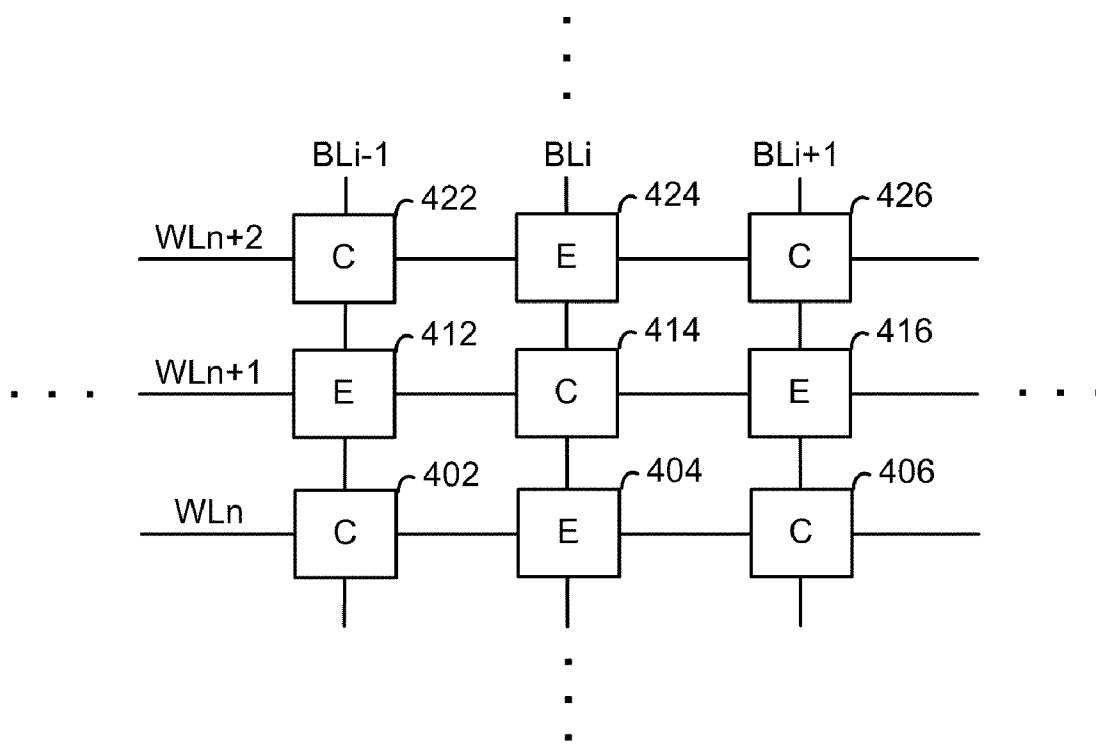 BLi-1 BLi BLi+1
422 424 426
WLn+2 C E C
412 414 416
WLn+1 E C E
402 404 406
WLn C E C